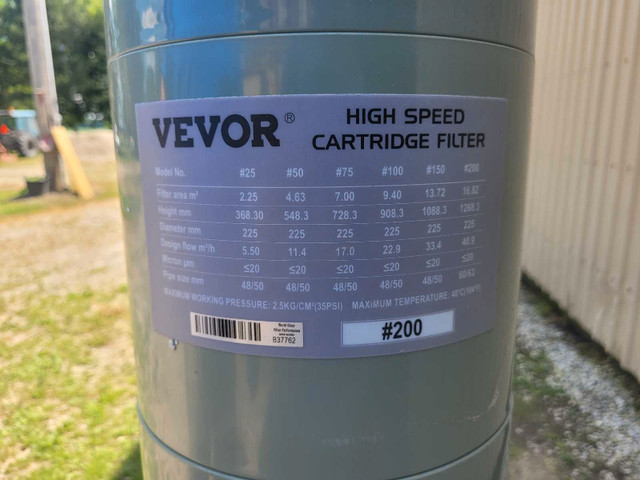 VEVOR® HIGH SPEED
CARTRIDGE FILTER
Model No. #25 #50 #75 #100 #150 #200
Filter area m² 2.25 4.63 7.00 9.40 13.72 16.82
Height mm 368.30 548.3 728.3 908.3 1088.3 1268.3
Diameter mm 225 225 225 225 225 225
Design flow m³/h 5.50 11.4 17.0 22.9 33.4 40.9
Micron μm ≤20 ≤20 ≤20 ≤20 ≤20 ≤20
Pipe size mm 48/50 48/50 48/50 48/50 48/50 60/63
MAXIMUM WORKING PRESSURE: 2.5KG/CM²(35PSI) MAXIMUM TEMPERATURE:
B37762
#200